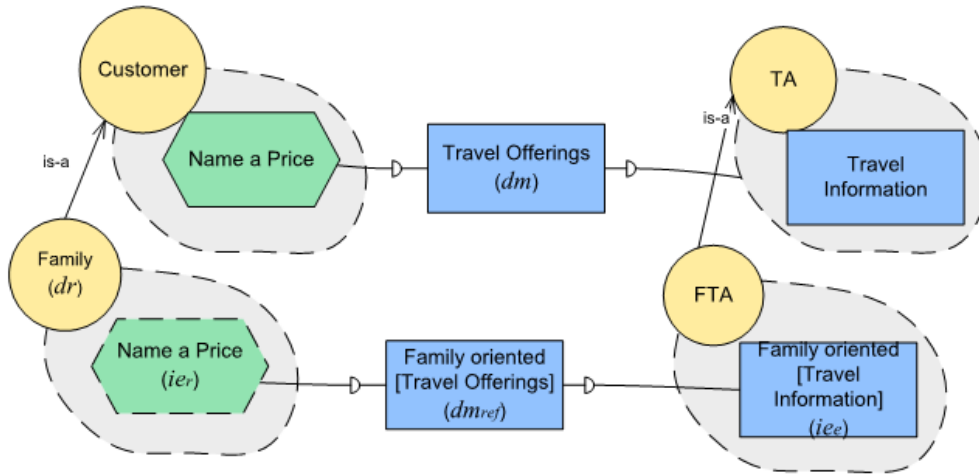 Customer
TA
is-a
Name a Price
Travel Offerings
(dm)
Travel
Information
is-a
Family
(dr)
FTA
Name a Price
(ier)
Family oriented
[Travel Offerings]
(dmref)
Family oriented
[Travel
Information]
(iee)